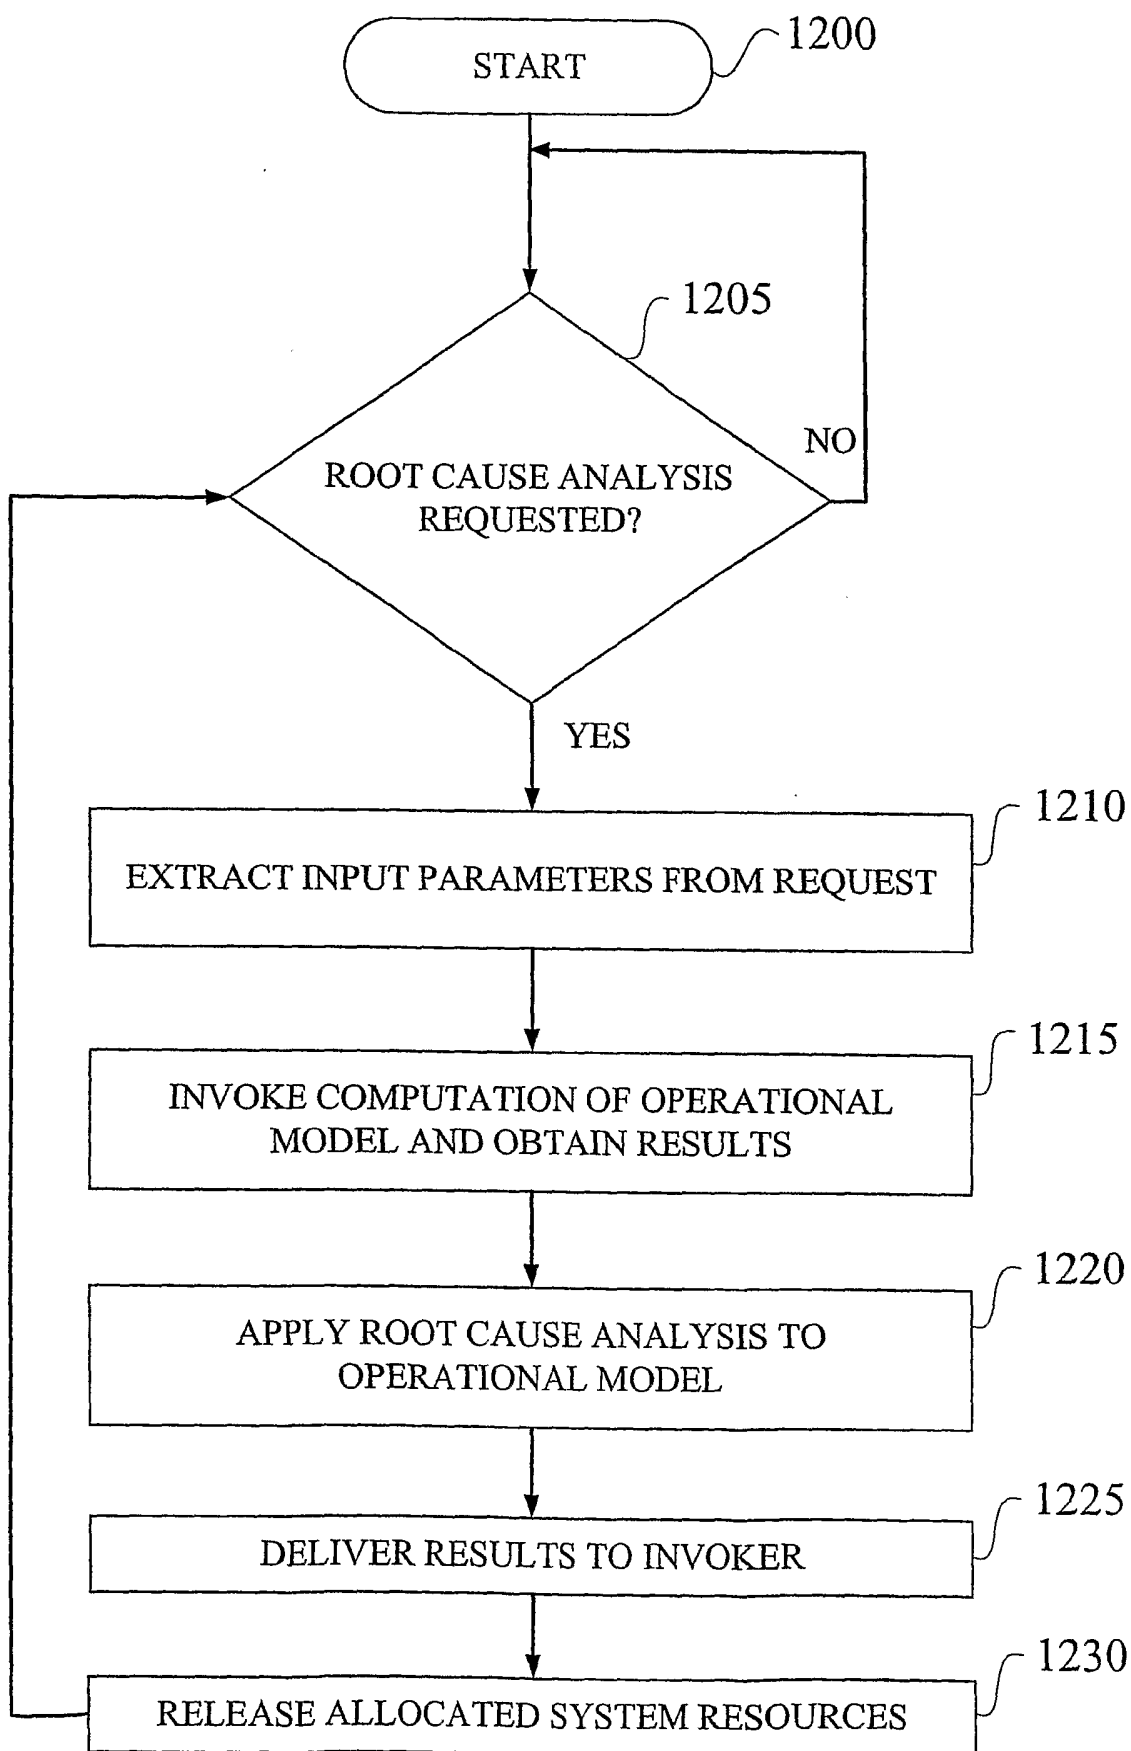 START
1200
1205
NO
ROOT CAUSE ANALYSIS
REQUESTED?
YES
1210
EXTRACT INPUT PARAMETERS FROM REQUEST
1215
INVOKE COMPUTATION OF OPERATIONAL
MODEL AND OBTAIN RESULTS
1220
APPLY ROOT CAUSE ANALYSIS TO
OPERATIONAL MODEL
1225
DELIVER RESULTS TO INVOKER
1230
RELEASE ALLOCATED SYSTEM RESOURCES